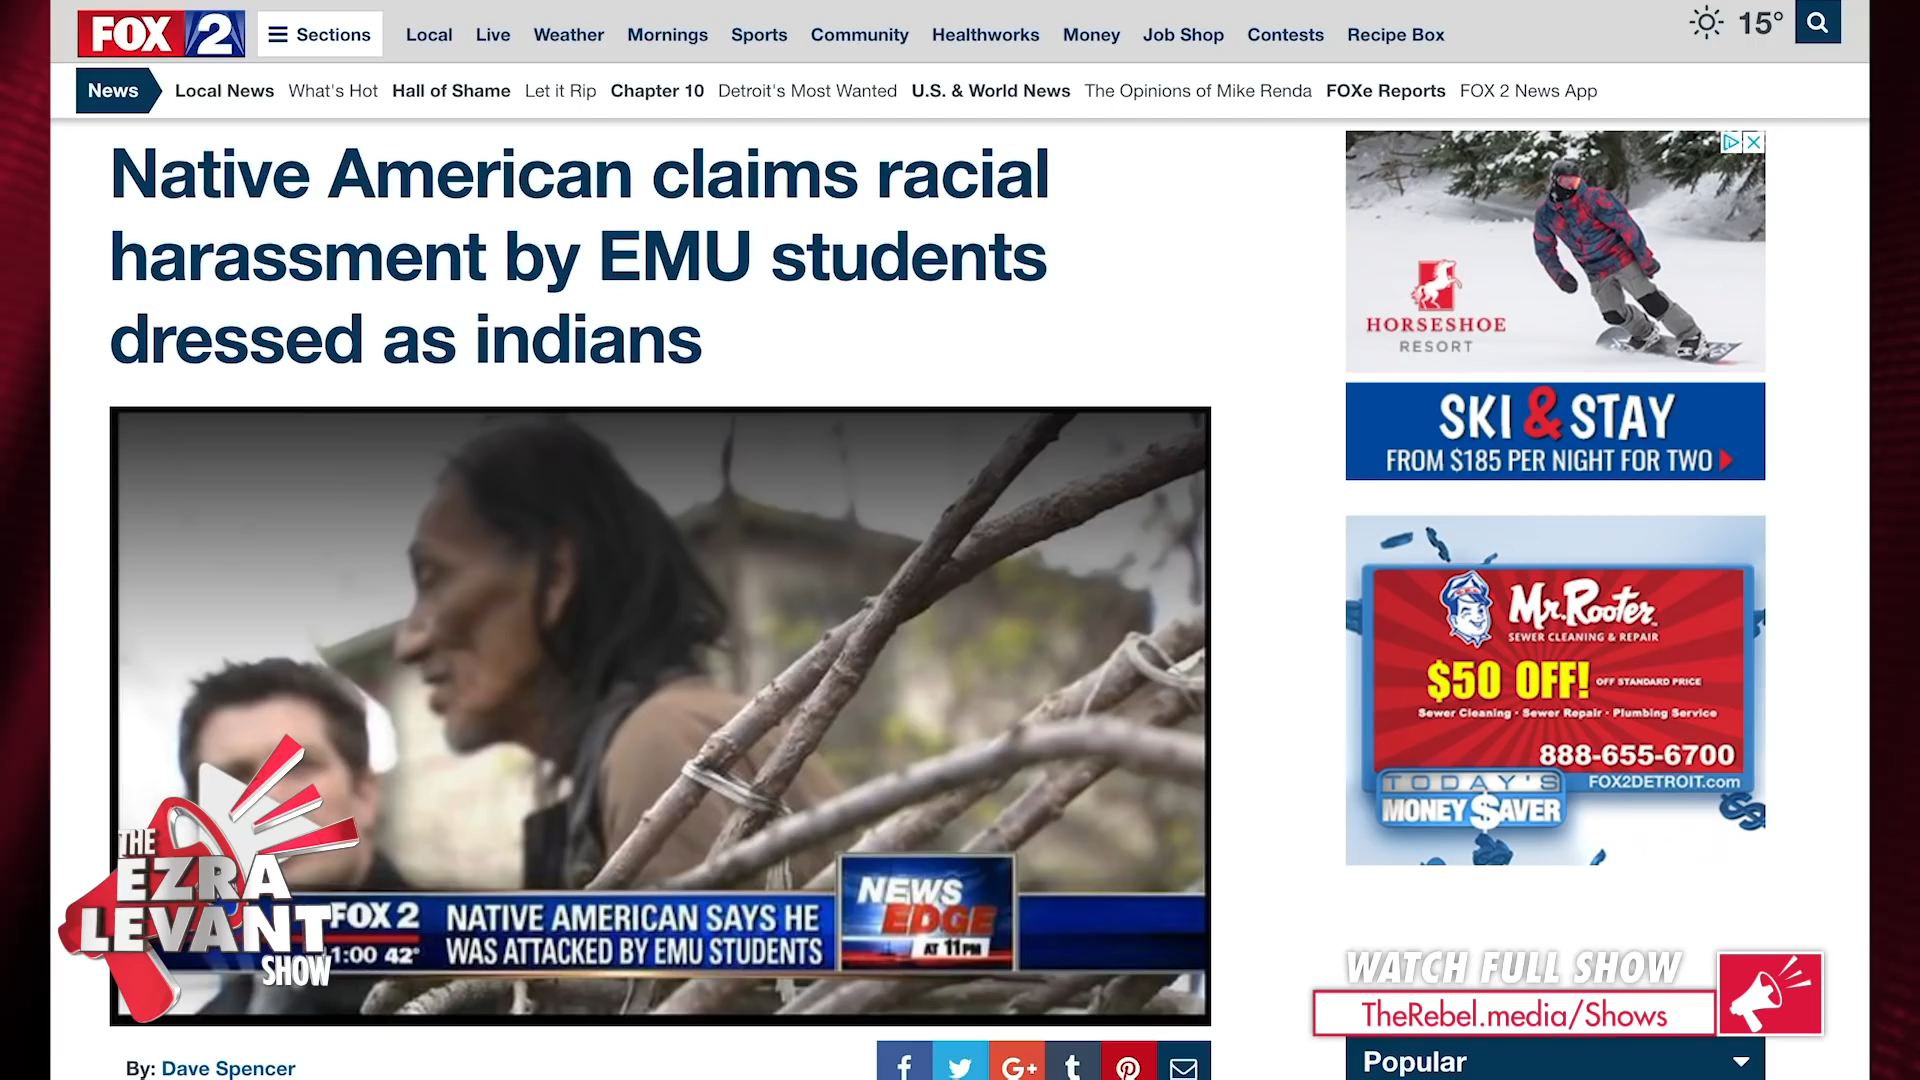 FOX 2
Sections
Local Live Weather Mornings Sports Community Healthworks Money Job Shop Contests Recipe Box
15°
News
Local News What's Hot Hall of Shame Let it Rip Chapter 10 Detroit's Most Wanted U.S. & World News The Opinions of Mike Renda FOXe Reports FOX 2 News App
Native American claims racial
harassment by EMU students
dressed as indians
HORSESHOE
RESORT
SKI & STAY
FROM $185 PER NIGHT FOR TWO
Mr. Rooter
SEWER CLEANING & REPAIR
$50 OFF! OFF STANDARD PRICE
Sewer Cleaning · Sewer Repair · Plumbing Service
888-655-6700
FOX2DETROIT.com
TODAY'S
MONEY $AVER
FOX 2
1:00 42°
NATIVE AMERICAN SAYS HE
WAS ATTACKED BY EMU STUDENTS
NEWS
EDGE
AT 11PM
THE
EZRA
LEVANT
SHOW
WATCH FULL SHOW
TheRebel.media/Shows
By: Dave Spencer
Popular